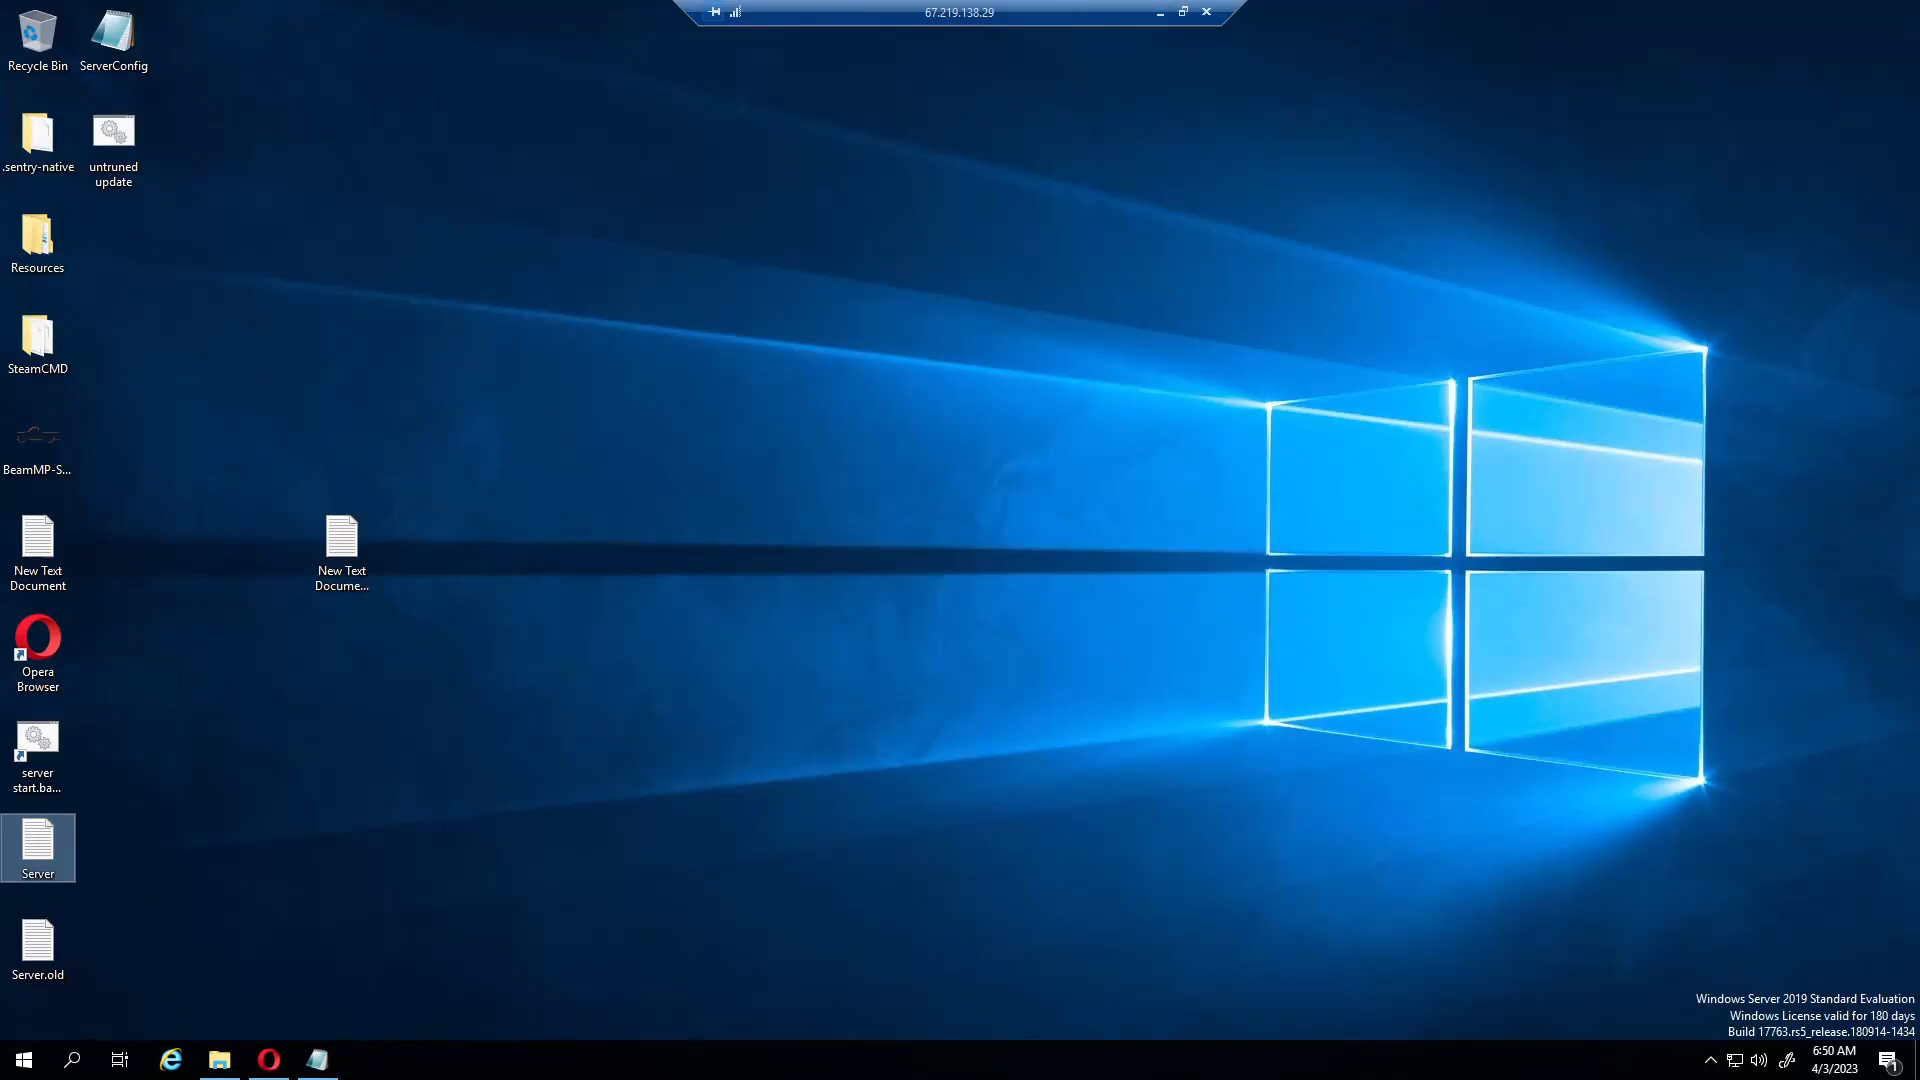 67.219.138.29
Recycle Bin
ServerConfig
.sentry-native
untruned
update
Resources
SteamCMD
BeamMP-S...
New Text
Document
New Text
Docume...
Opera
Browser
server
start.ba...
Server
Server.old
Windows Server 2019 Standard Evaluation
Windows License valid for 180 days
Build 17763.rs5_release.180914-1434
6:50 AM
4/3/2023
1